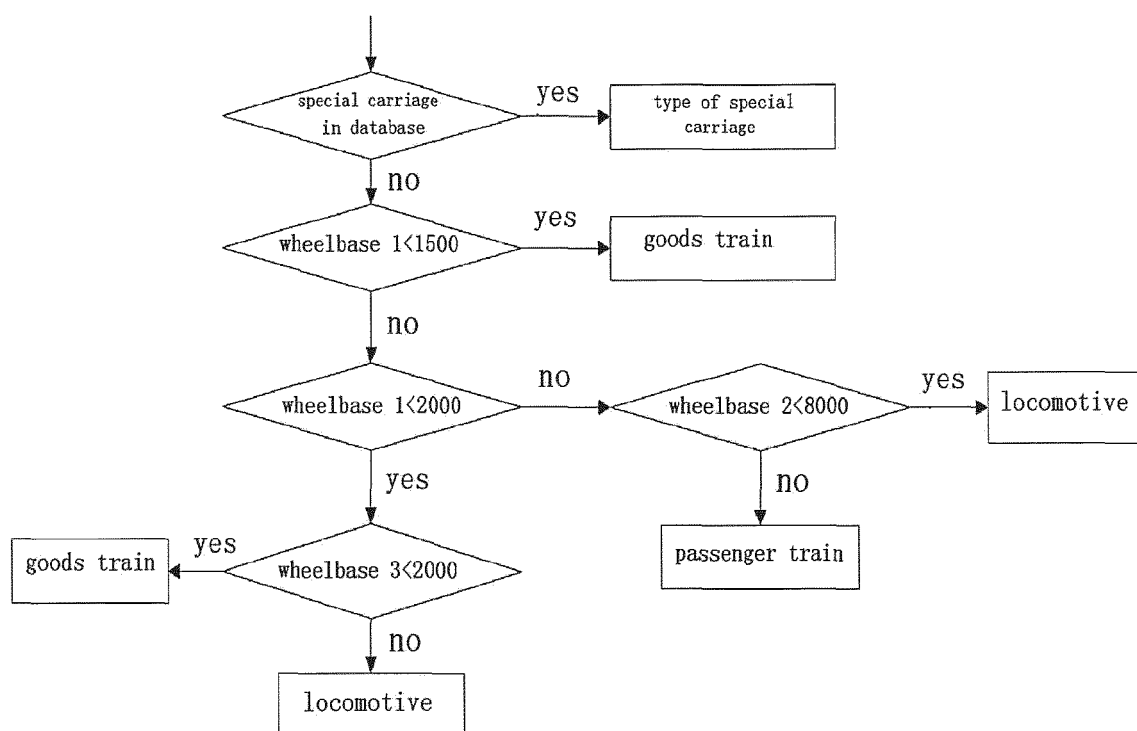 special carriage
in database
yes
type of special
carriage
no
wheelbase 1<1500
yes
goods train
no
wheelbase 1<2000
no
wheelbase 2<8000
yes
locomotive
yes
no
passenger train
wheelbase 3<2000
yes
goods train
no
locomotive